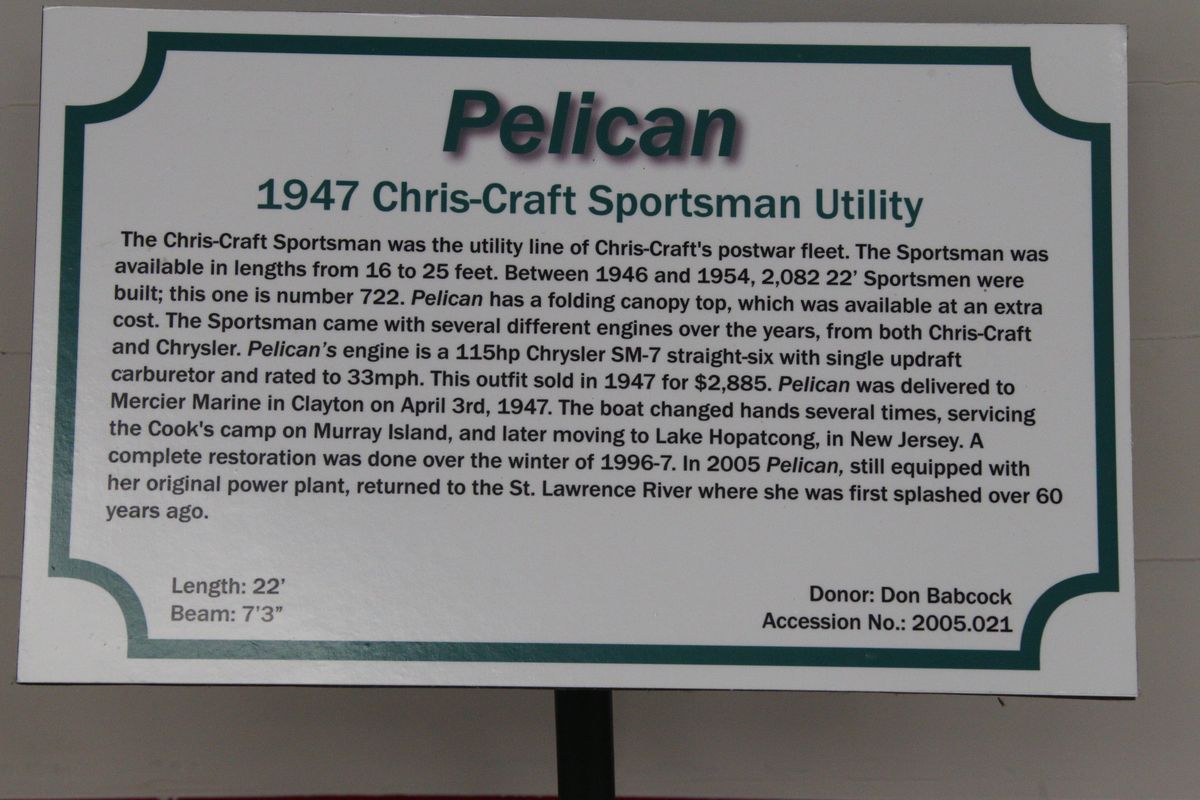 Pelican
1947 Chris-Craft Sportsman Utility
The Chris-Craft Sportsman was the utility line of Chris-Craft's postwar fleet. The Sportsman was
available in lengths from 16 to 25 feet. Between 1946 and 1954, 2,082 22’ Sportsmen were
built; this one is number 722. Pelican has a folding canopy top, which was available at an extra
cost. The Sportsman came with several different engines over the years, from both Chris-Craft
and Chrysler. Pelican’s engine is a 115hp Chrysler SM-7 straight-six with single updraft
carburetor and rated to 33mph. This outfit sold in 1947 for $2,885. Pelican was delivered to
Mercier Marine in Clayton on April 3rd, 1947. The boat changed hands several times, servicing
the Cook's camp on Murray Island, and later moving to Lake Hopatcong, in New Jersey. A
complete restoration was done over the winter of 1996-7. In 2005 Pelican, still equipped with
her original power plant, returned to the St. Lawrence River where she was first splashed over 60
years ago.
Length: 22’
Beam: 7’3”
Donor: Don Babcock
Accession No.: 2005.021